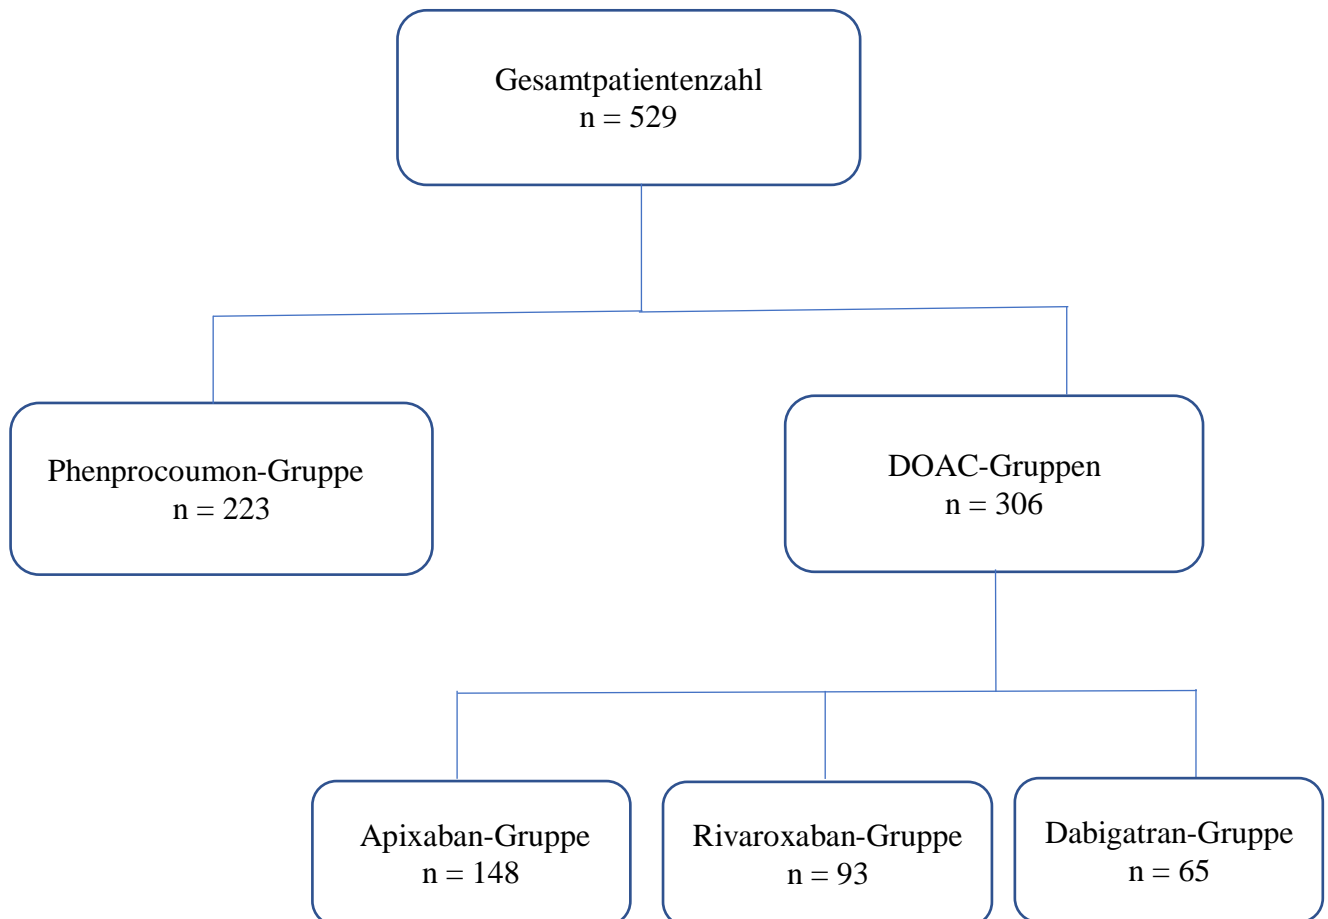 Gesamtpatientenzahl
n = 529
Phenprocoumon-Gruppe
n = 223
DOAC-Gruppen
n = 306
Apixaban-Gruppe
n = 148
Rivaroxaban-Gruppe
n = 93
Dabigatran-Gruppe
n = 65